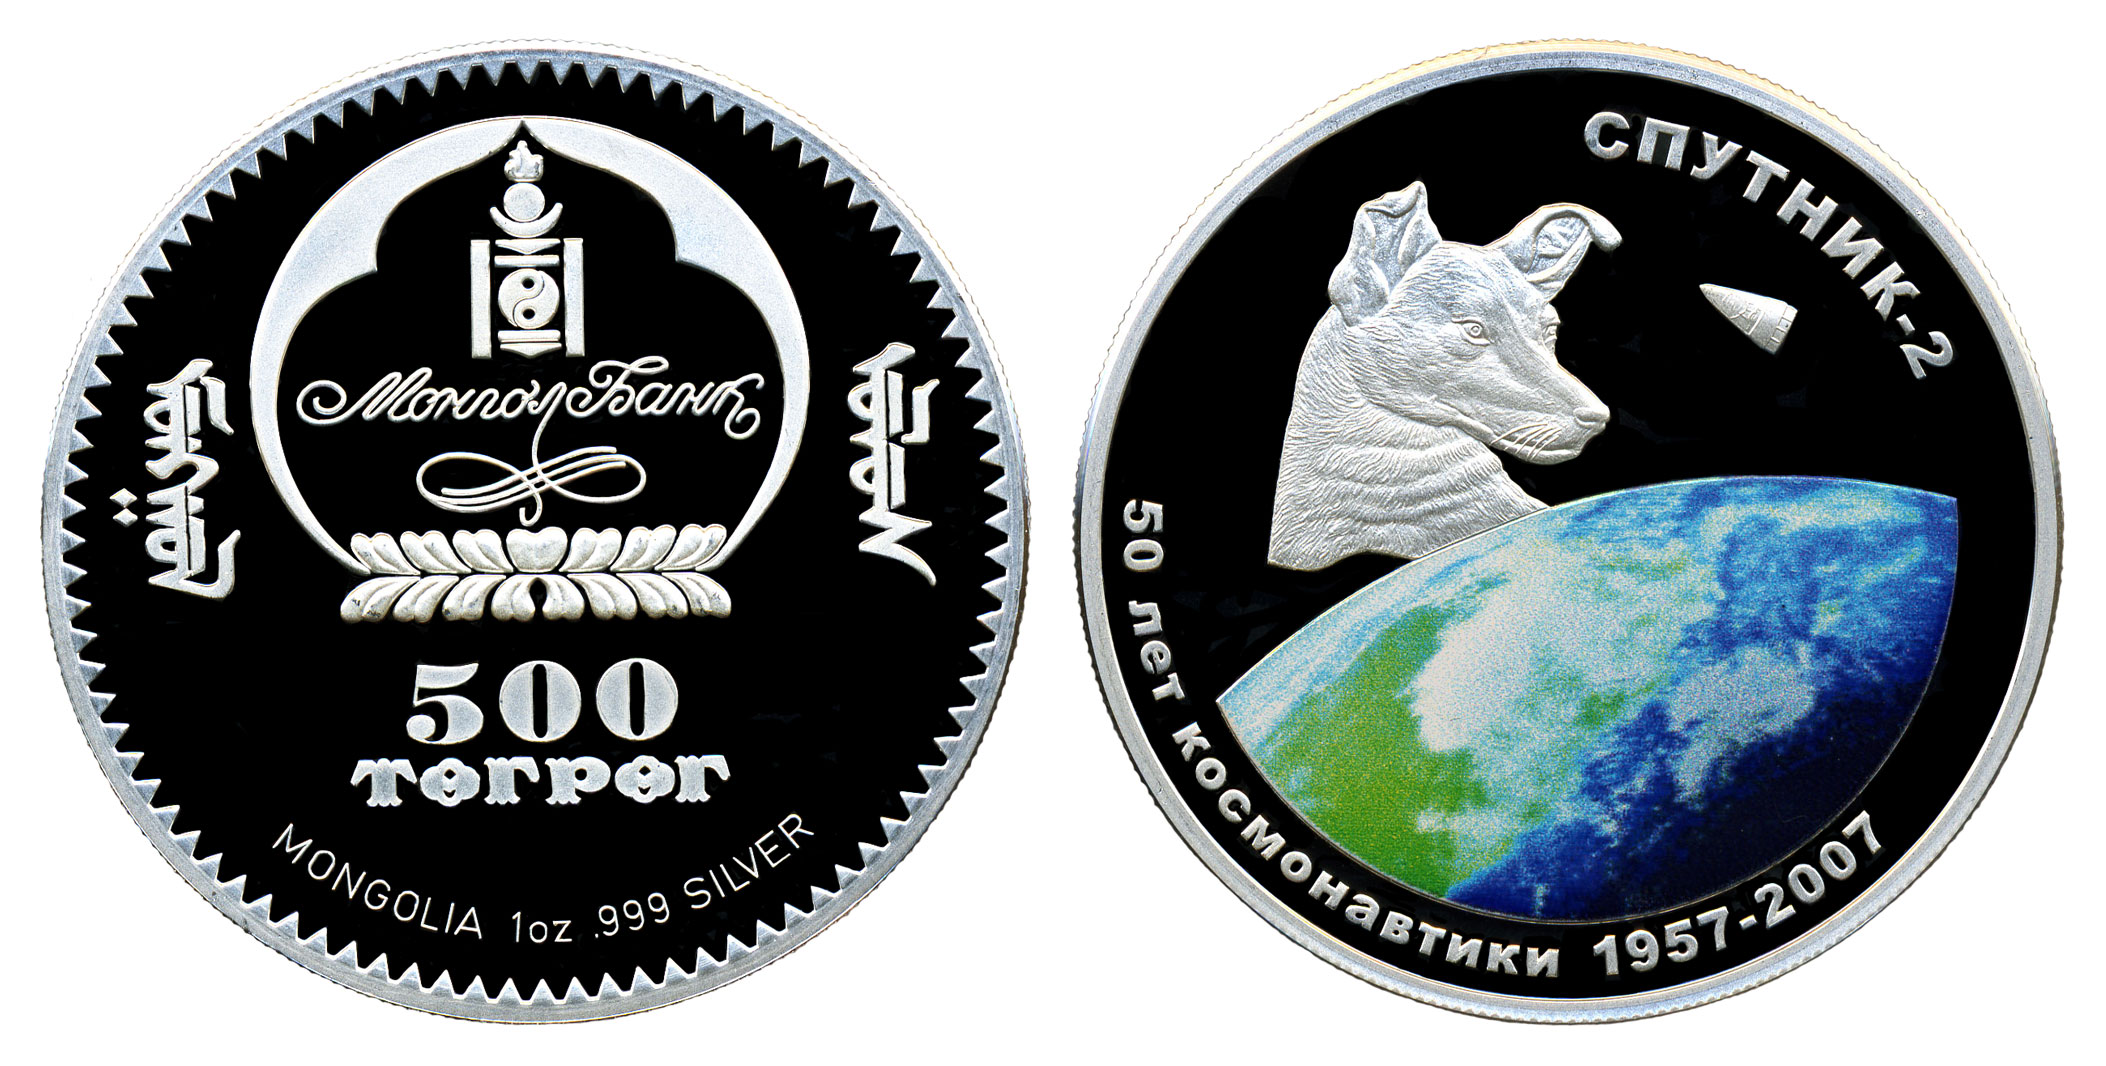 Монгол Банк
500
ТӨГРӨГ
MONGOLIA 1oz .999 SILVER
СПУТНИК-2
50 лет космонавтики 1957-2007